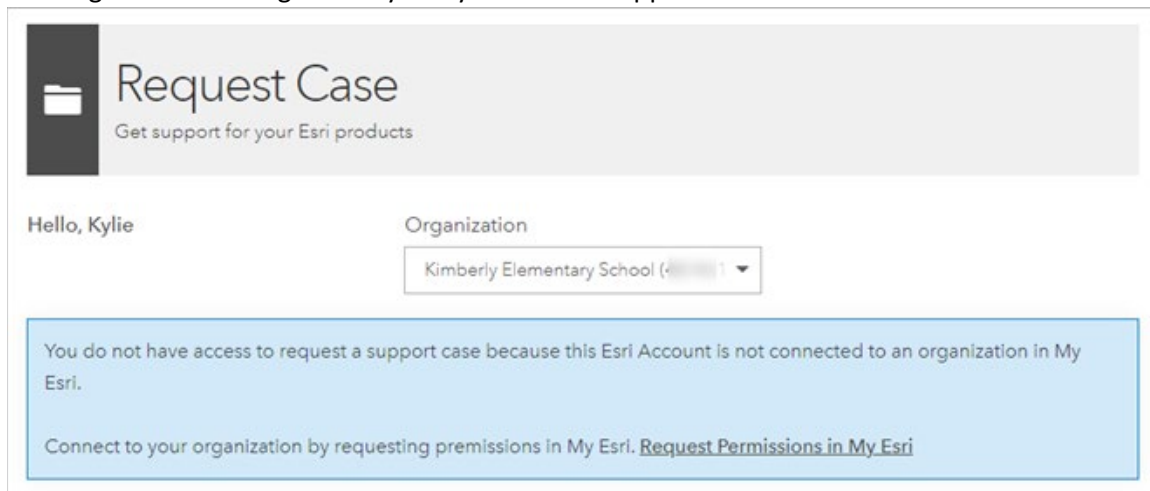 Request Case
Get support for your Esri products
Hello, Kylie
Organization
Kimberly Elementary School (
You do not have access to request a support case because this Esri Account is not connected to an organization in My
Esri.
Connect to your organization by requesting premissions in My Esri. Request Permissions in My Esri